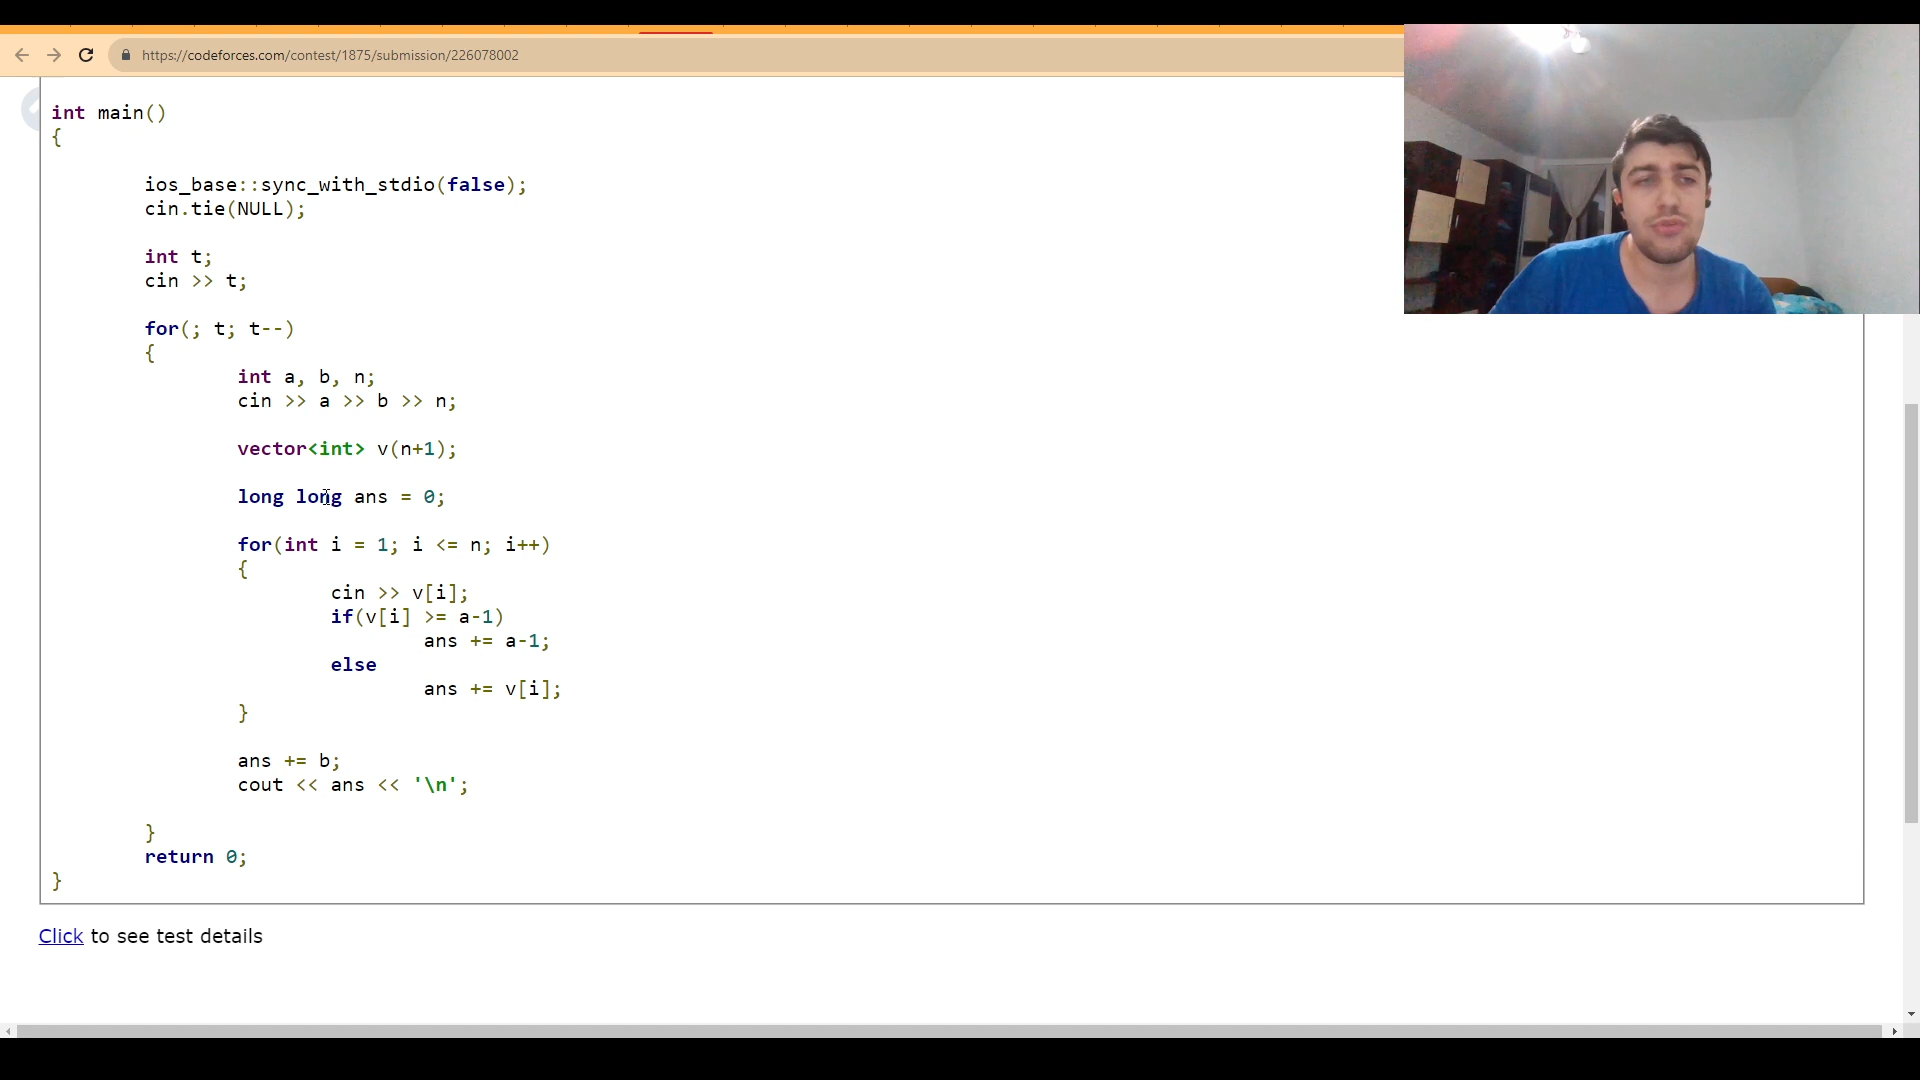 https://codeforces.com/contest/1875/submission/226078002
int main()
{
ios_base::sync_with_stdio(false);
cin.tie(NULL);
int t;
cin >> t;
for(; t; t--)
{
int a, b, n;
cin >> a >> b >> n;
vector<int> v(n+1);
long long ans = 0;
for(int i = 1; i <= n; i++)
{
cin >> v[i];
if(v[i] >= a-1)
ans += a-1;
else
ans += v[i];
}
ans += b;
cout << ans << '\n';
}
return 0;
}
Click to see test details